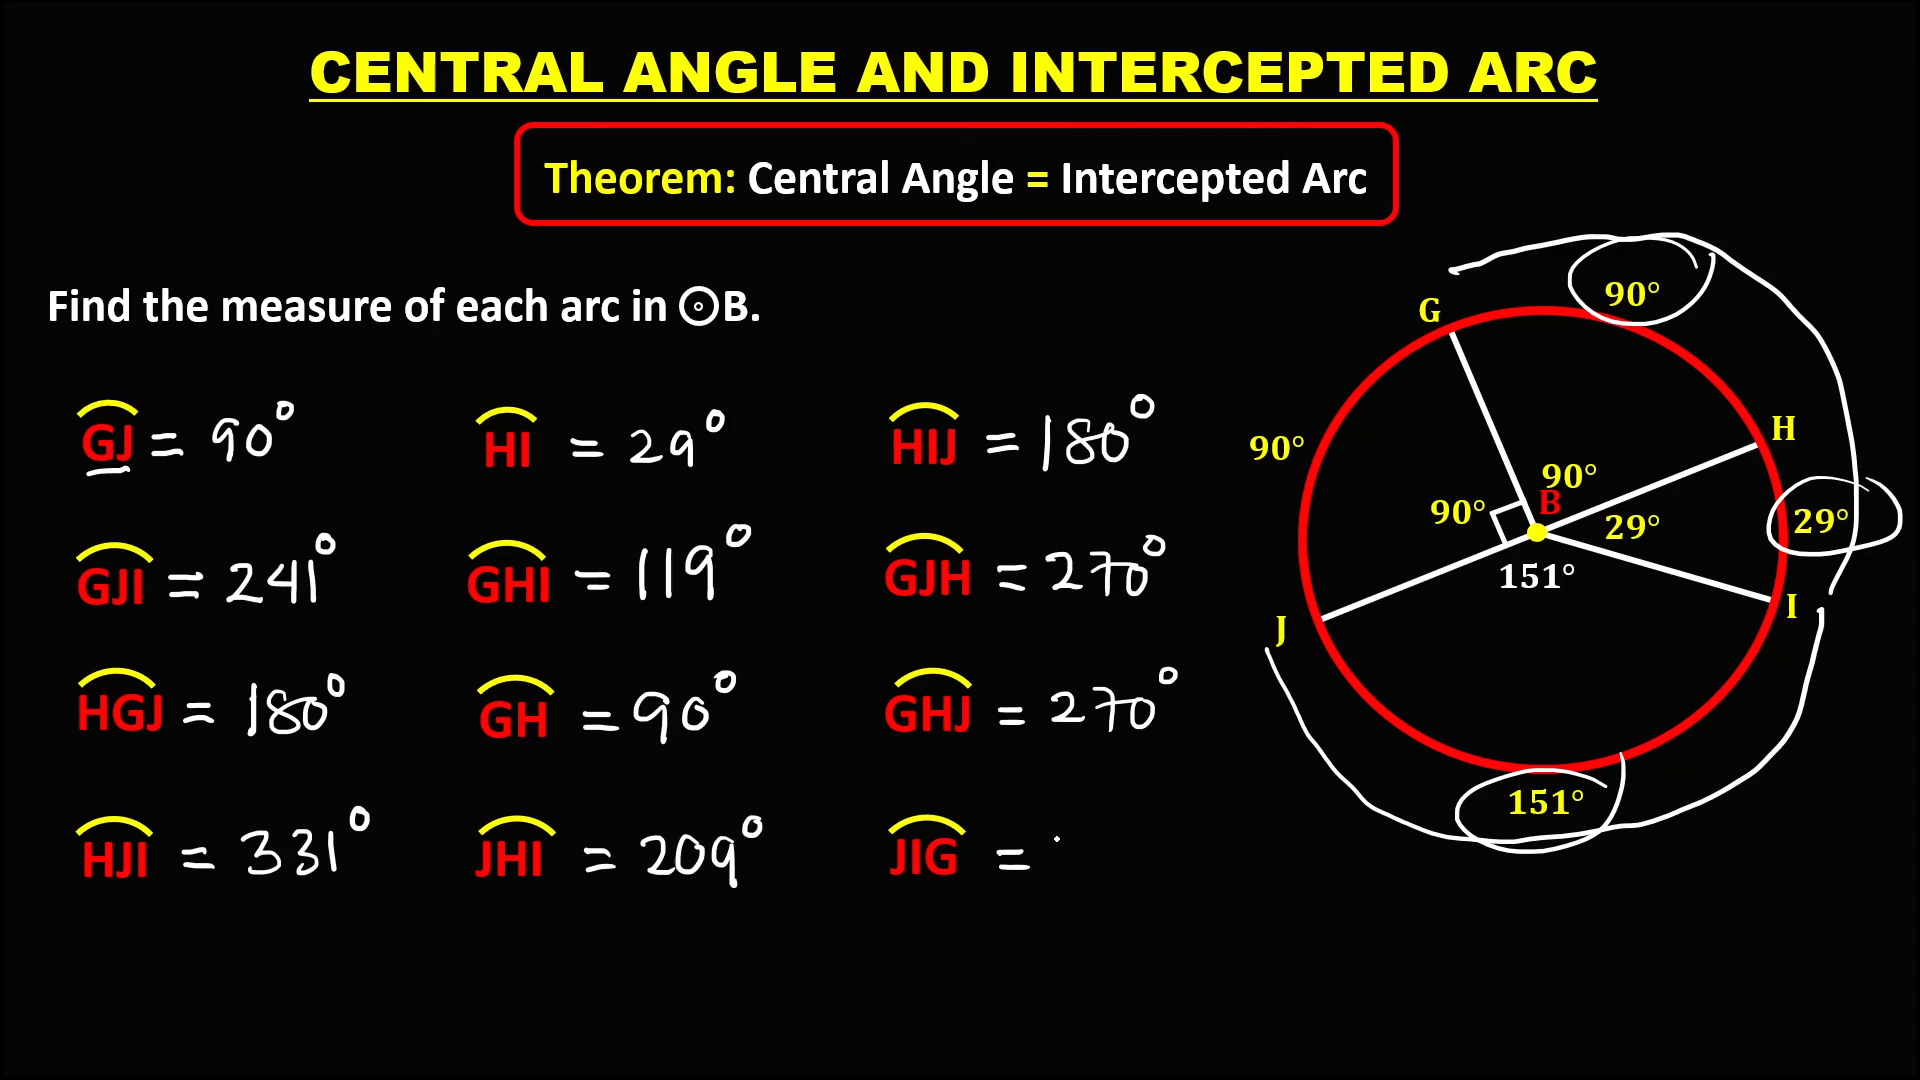 CENTRAL ANGLE AND INTERCEPTED ARC
Theorem: Central Angle = Intercepted Arc
Find the measure of each arc in ⊙B.
GJ = 90° HI = 29° HIJ = 180°
GJI = 241° GHI = 119° GJH = 270°
HGJ = 180° GH = 90° GHJ = 270°
HJI = 331° JHI = 209° JIG =
90°
G
H
90°
90°
B
90°
29°
29°
151°
I
J
151°